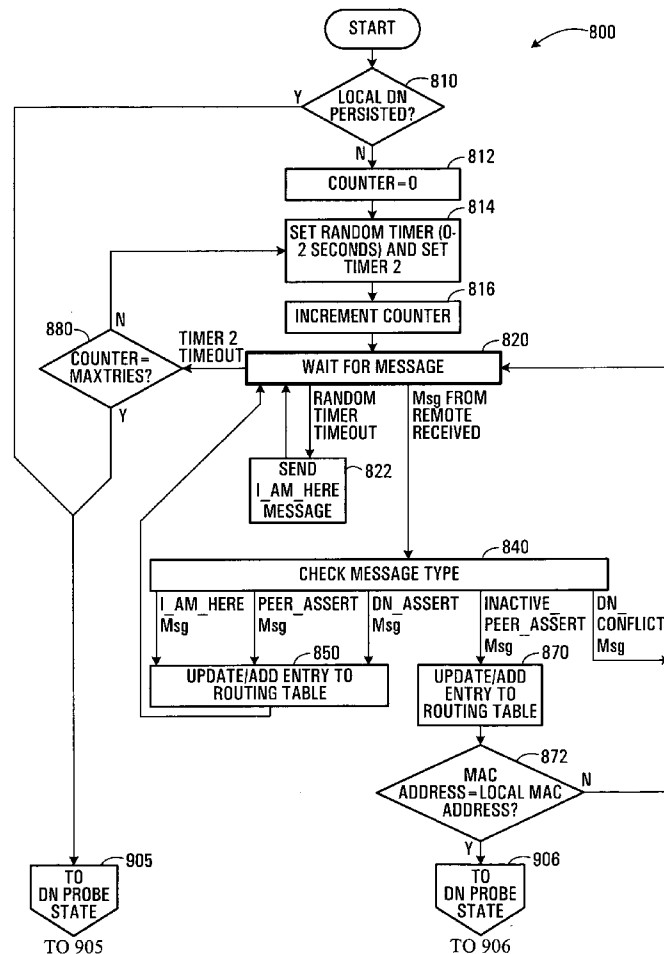 START
800
810
Y
LOCAL DN
PERSISTED?
N
812
COUNTER=0
814
SET RANDOM TIMER (0-
2 SECONDS) AND SET
TIMER 2
816
INCREMENT COUNTER
880
N
TIMER 2
TIMEOUT
820
COUNTER=
MAXTRIES?
WAIT FOR MESSAGE
Y
RANDOM
TIMER
TIMEOUT
Msg FROM
REMOTE
RECEIVED
SEND
I_AM_HERE
MESSAGE
822
840
CHECK MESSAGE TYPE
I_AM_HERE
Msg
PEER_ASSERT
Msg
DN_ASSERT
Msg
INACTIVE_
PEER_ASSERT
Msg
DN_
CONFLICT
Msg
850
UPDATE/ADD ENTRY TO
ROUTING TABLE
870
UPDATE/ADD
ENTRY TO
ROUTING TABLE
872
MAC
ADDRESS=LOCAL MAC
ADDRESS?
N
Y
905
TO
DN PROBE
STATE
TO 905
906
TO
DN PROBE
STATE
TO 906